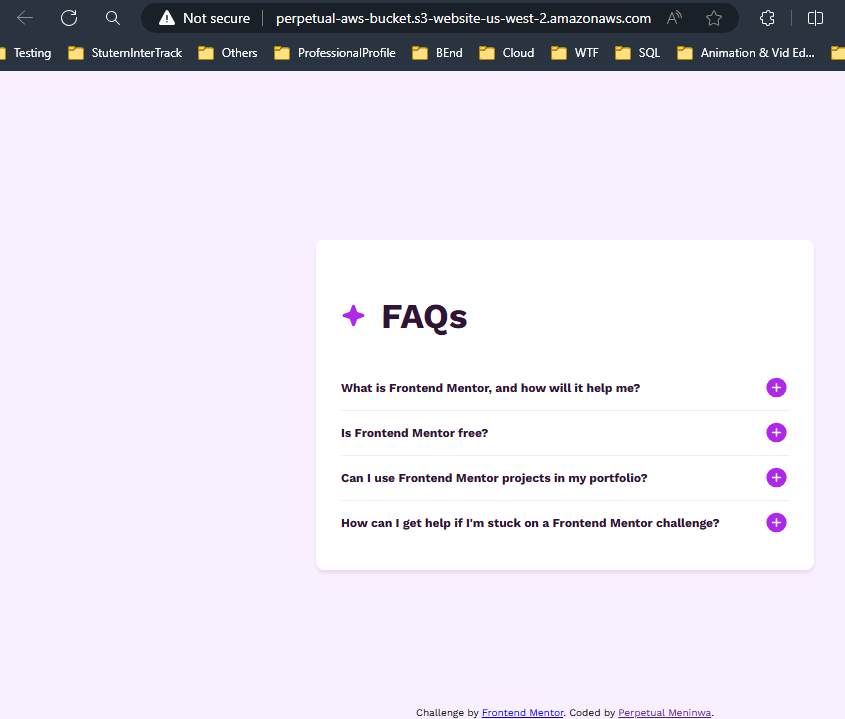 Not secure perpetual-aws-bucket.s3-website-us-west-2.amazonaws.com
Testing StuternInterTrack Others ProfessionalProfile BEnd Cloud WTF SQL Animation & Vid Ed...
FAQs
What is Frontend Mentor, and how will it help me?
Is Frontend Mentor free?
Can I use Frontend Mentor projects in my portfolio?
How can I get help if I'm stuck on a Frontend Mentor challenge?
Challenge by Frontend Mentor. Coded by Perpetual Meninwa.